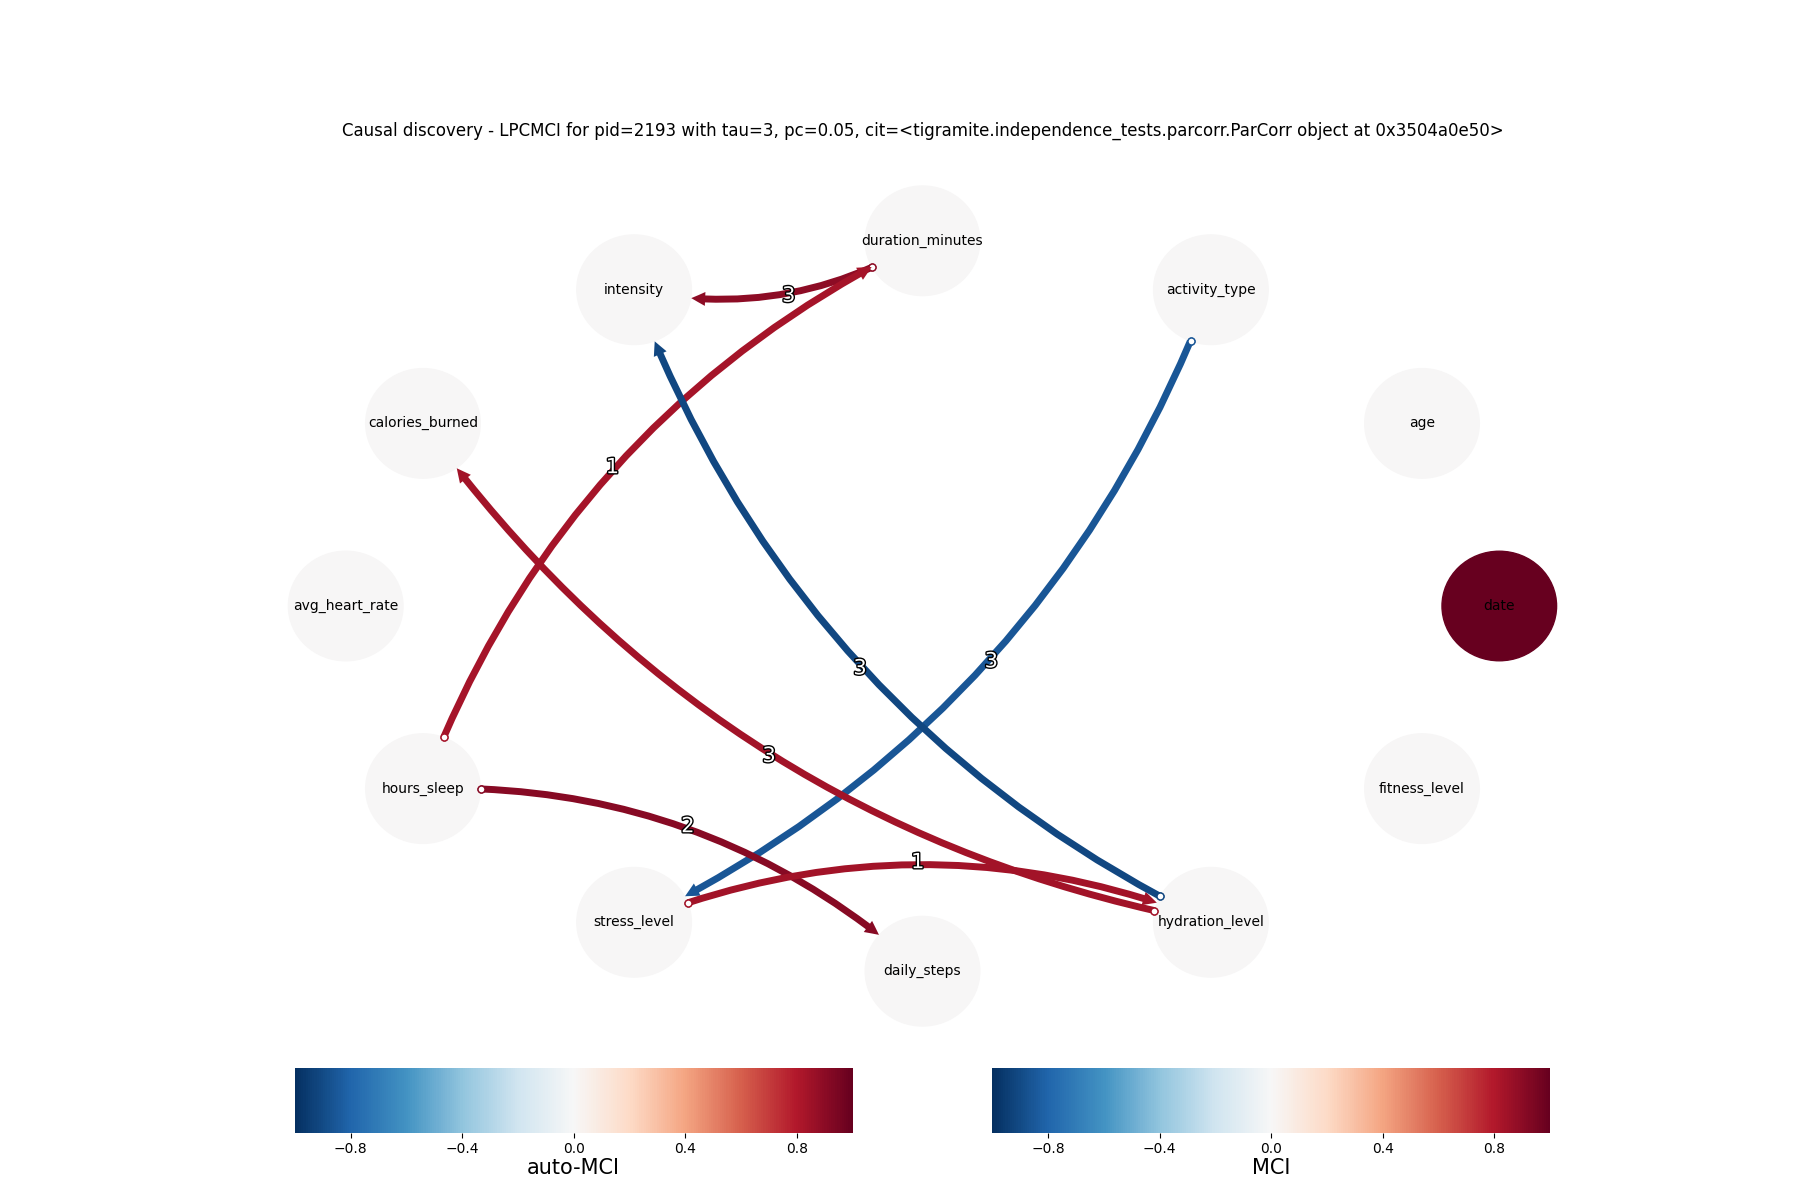 Causal discovery - LPCMCI for pid=2193 with tau=3, pc=0.05, cit=<tigramite.independence_tests.parcorr.ParCorr object at 0x3504a0e50>
duration_minutes
intensity
activity_type
3
calories_burned
age
1
avg_heart_rate
date
3
3
3
hours_sleep
fitness_level
2
1
stress_level
hydration_level
daily_steps
−0.8 −0.4 0.0 0.4 0.8
auto-MCI
−0.8 −0.4 0.0 0.4 0.8
MCI